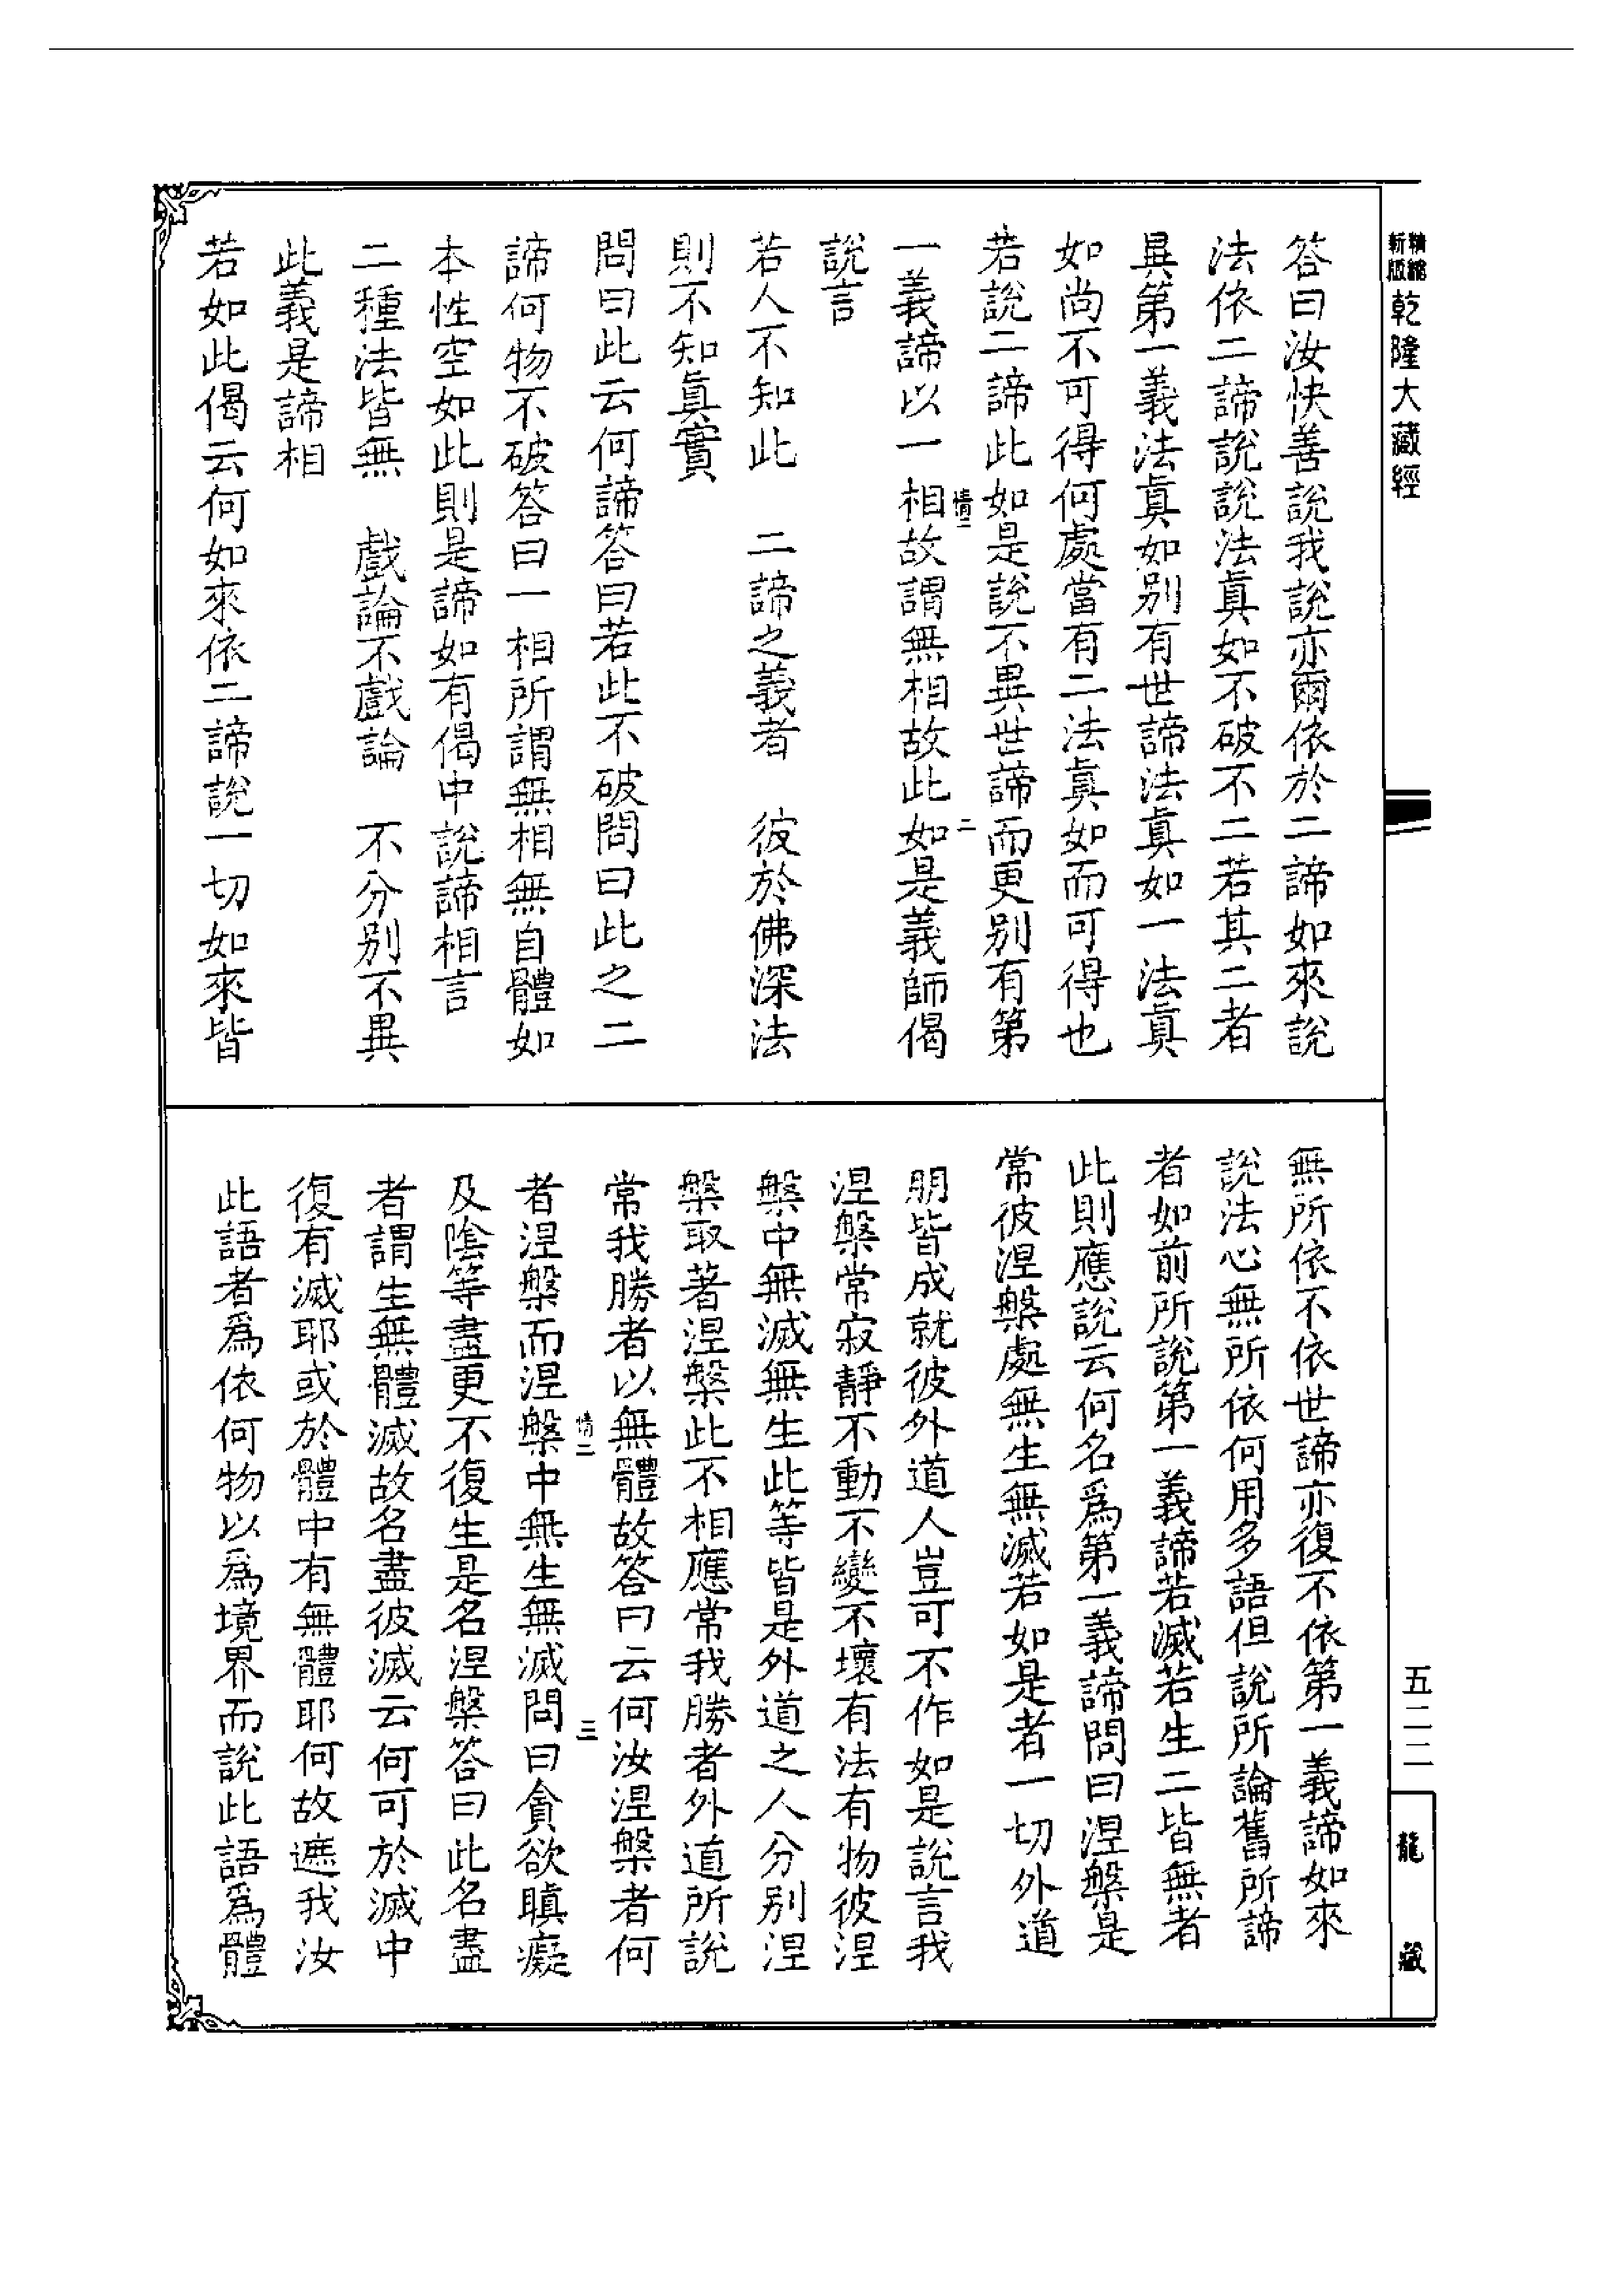 精縮新版乾隆大藏經
答曰汝快善說我說亦爾依於二諦如來說
法依二諦說說法真如不破不二若其二者
異第一義法真如別有世諦法真如一法真
如尚不可得何處當有二法真如而可得也
若說二諦此如是說不異世諦而更別有第
情二 二
一義諦以一相故謂無相故此如是義師偈
說言
若人不知此 二諦之義者 彼於佛深法
則不知真實
問曰此云何諦答曰若此不破問曰此之二
諦何物不破答曰一相所謂無相無自體如
本性空如此則是諦如有偈中說諦相言
二種法皆無 戲論不戲論 不分別不異
此義是諦相
若如此偈云何如來依二諦說一切如來皆
無所依不依世諦亦復不依第一義諦如來
說法心無所依何用多語但說所論舊所諦
者如前所說第一義諦若滅若生二皆無者
此則應說云何名為第一義諦問曰涅槃是
常彼涅槃處無生無滅若如是者一切外道
朋皆成就彼外道人豈可不作如是說言我
涅槃常寂靜不動不變不壞有法有物彼涅
槃中無滅無生此等皆是外道之人分別涅
槃取著涅槃此不相應常我勝者外道所說
常我勝者以無體故答曰云何汝涅槃者何
情二 三
者涅槃而涅槃中無生無滅問曰貪欲瞋癡
及陰等盡更不復生是名涅槃答曰此名盡
者謂生無體滅故名盡彼滅云何可於滅中
復有滅耶或於體中有無體耶何故遮我汝
此語者為依何物以為境界而說此語為體
五二二
龍藏